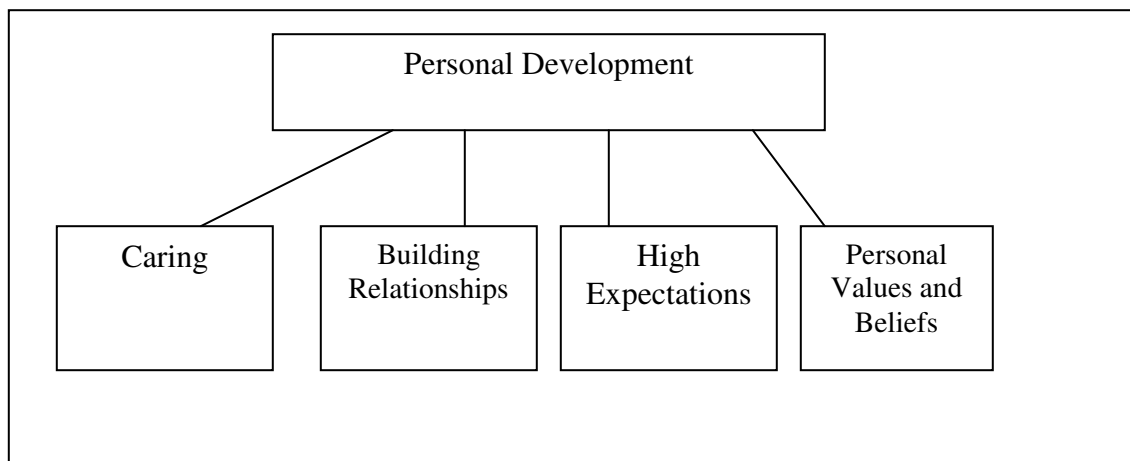 Personal Development
Caring
Building
Relationships
High
Expectations
Personal
Values and
Beliefs